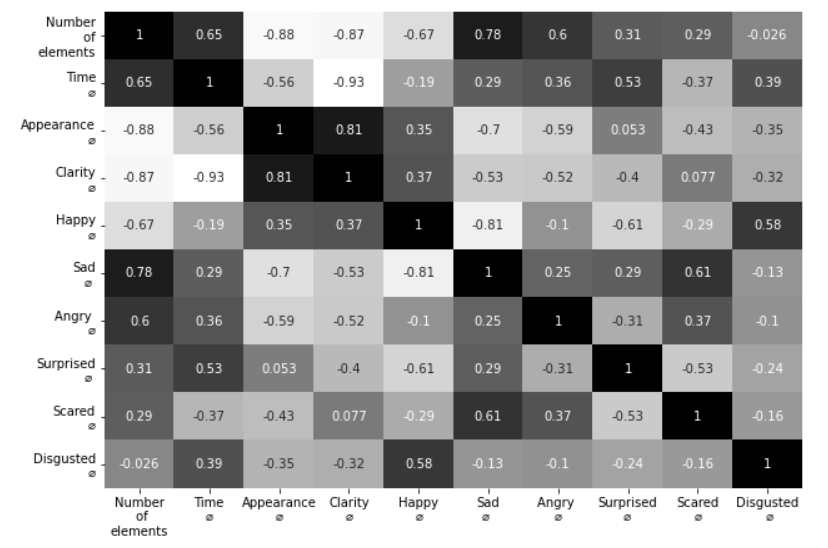 Number
of
elements
1 0.65 -0.88 -0.87 -0.67 0.78 0.6 0.31 0.29 -0.026
Time
⌀
0.65 1 -0.56 -0.93 -0.19 0.29 0.36 0.53 -0.37 0.39
Appearance
⌀
-0.88 -0.56 1 0.81 0.35 -0.7 -0.59 0.053 -0.43 -0.35
Clarity
⌀
-0.87 -0.93 0.81 1 0.37 -0.53 -0.52 -0.4 0.077 -0.32
Happy
⌀
-0.67 -0.19 0.35 0.37 1 -0.81 -0.1 -0.61 -0.29 0.58
Sad
⌀
0.78 0.29 -0.7 -0.53 -0.81 1 0.25 0.29 0.61 -0.13
Angry
⌀
0.6 0.36 -0.59 -0.52 -0.1 0.25 1 -0.31 0.37 -0.1
Surprised
⌀
0.31 0.53 0.053 -0.4 -0.61 0.29 -0.31 1 -0.53 -0.24
Scared
⌀
0.29 -0.37 -0.43 0.077 -0.29 0.61 0.37 -0.53 1 -0.16
Disgusted
⌀
-0.026 0.39 -0.35 -0.32 0.58 -0.13 -0.1 -0.24 -0.16 1
Number Time Appearance Clarity Happy Sad Angry Surprised Scared Disgusted
of ⌀ ⌀ ⌀ ⌀ ⌀ ⌀ ⌀ ⌀ ⌀
elements